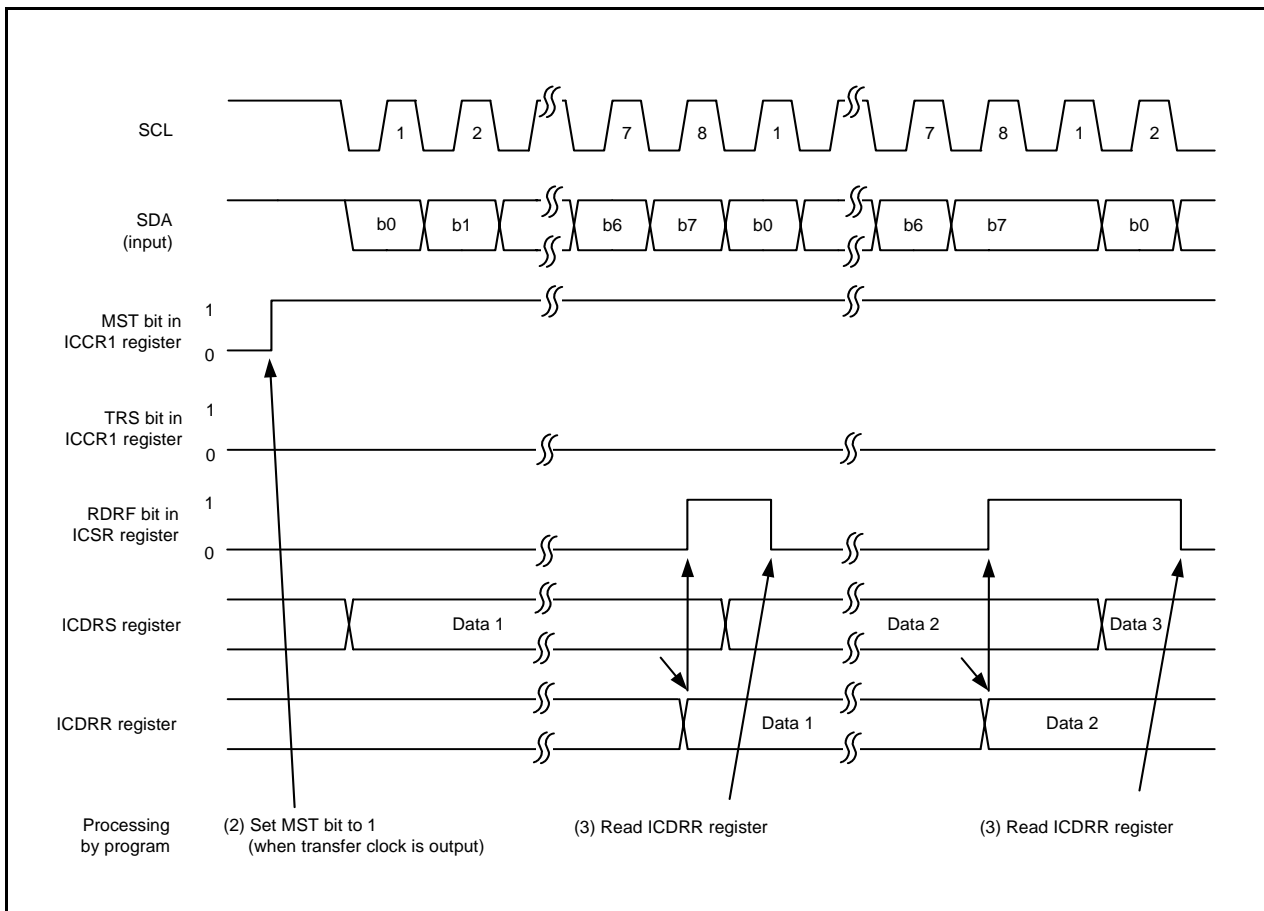 SCL
1 2 7 8 1 7 8 1 2
SDA
(input)
b0 b1 b6 b7 b0 b6 b7 b0
MST bit in
ICCR1 register
1
0
TRS bit in
ICCR1 register
1
0
RDRF bit in
ICSR register
1
0
ICDRS register
Data 1 Data 2 Data 3
ICDRR register
Data 1 Data 2
Processing
by program
(2) Set MST bit to 1
(when transfer clock is output)
(3) Read ICDRR register
(3) Read ICDRR register